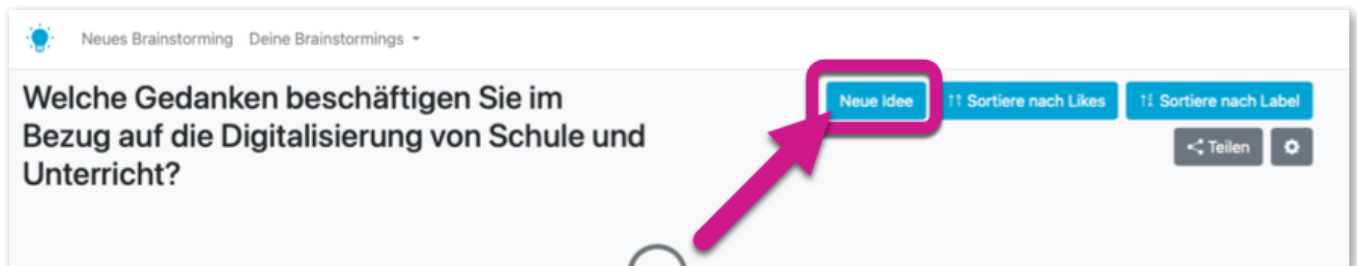 Neues Brainstorming Deine Brainstormings
Welche Gedanken beschäftigen Sie im
Bezug auf die Digitalisierung von Schule und
Unterricht?
Neue Idee Sortiere nach Likes Sortiere nach Label
Teilen